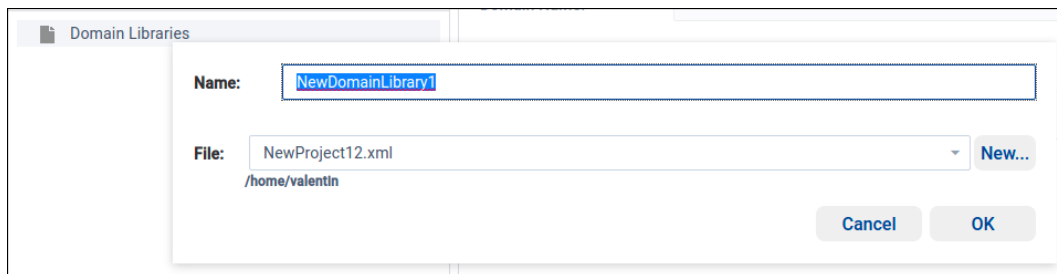 Domain Libraries
Name:
NewDomainLibrary1
File:
NewProject12.xml
New...
/home/valentin
Cancel
OK